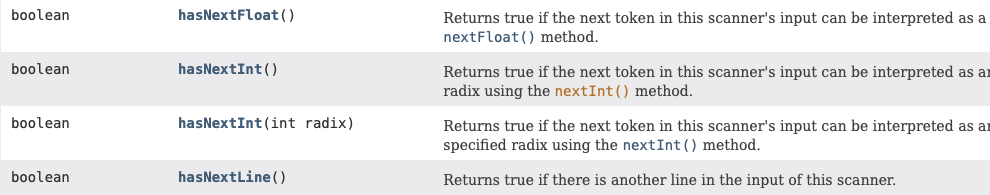 boolean hasNextFloat() Returns true if the next token in this scanner's input can be interpreted as a
nextFloat() method.
boolean hasNextInt() Returns true if the next token in this scanner's input can be interpreted as
radix using the nextInt() method.
boolean hasNextInt(int radix) Returns true if the next token in this scanner's input can be interpreted as
specified radix using the nextInt() method.
boolean hasNextLine() Returns true if there is another line in the input of this scanner.